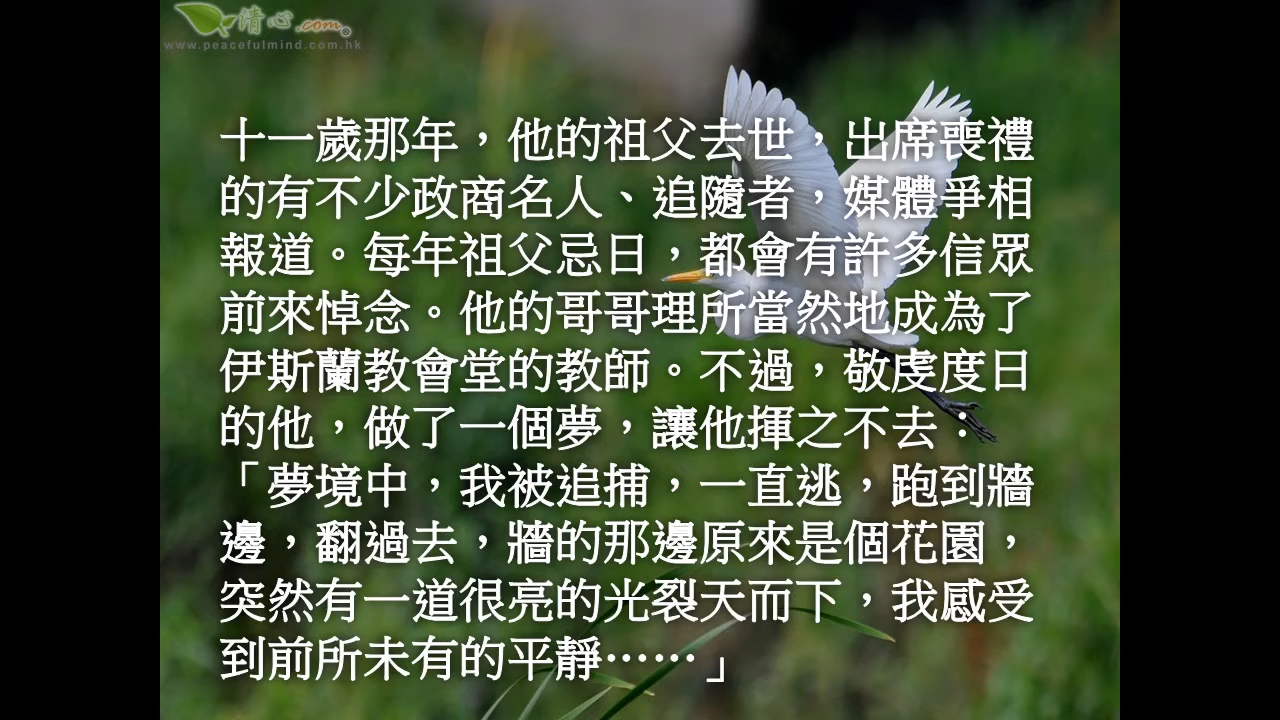 清心.com
www.peacefulmind.com.hk
十一歲那年，他的祖父去世，出席喪禮
的有不少政商名人、追隨者，媒體爭相
報道。每年祖父忌日，都會有許多信眾
前來悼念。他的哥哥理所當然地成為了
伊斯蘭教會堂的教師。不過，敬虔度日
的他，做了一個夢，讓他揮之不去：
「夢境中，我被追捕，一直逃，跑到牆
邊，翻過去，牆的那邊原來是個花園，
突然有一道很亮的光裂天而下，我感受
到前所未有的平靜……」